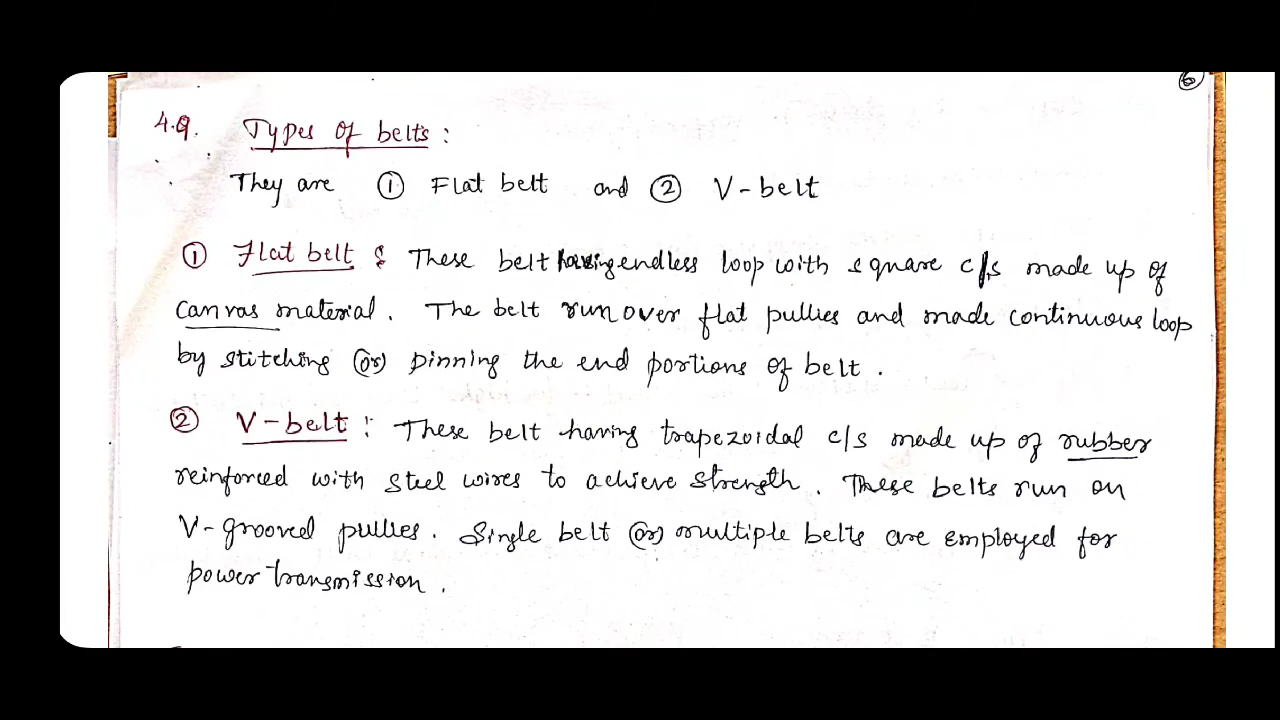 6
4.9. Types of belts :
They are ① Flat belt and ② V-belt
① Flat belt : These belt having endless loop with square c/s made up of
canvas material. The belt run over flat pullies and made continuous loop
by stitching (or) pinning the end portions of belt.
② V-belt : These belt having trapezoidal c/s made up of rubber
reinforced with steel wires to achieve strength. These belts run on
V-grooved pullies. Single belt (or) multiple belts are employed for
power transmission.